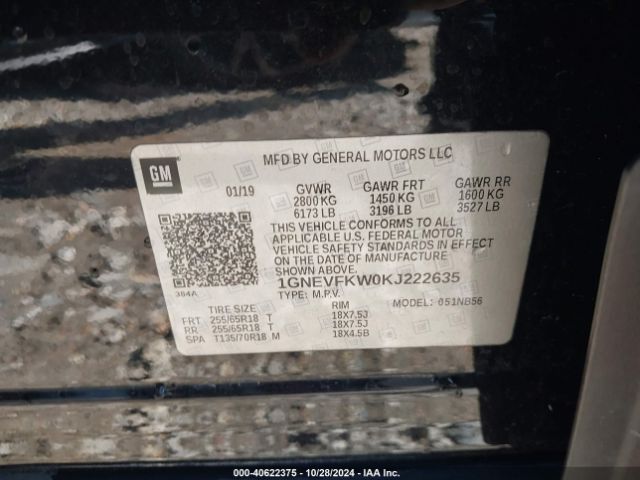 GM
MFD BY GENERAL MOTORS LLC
01/19
GVWR GAWR FRT GAWR RR
2800 KG 1450 KG 1600 KG
6173 LB 3196 LB 3527 LB
THIS VEHICLE CONFORMS TO ALL
APPLICABLE U.S. FEDERAL MOTOR
VEHICLE SAFETY STANDARDS IN EFFECT
ON THE DATE OF MANUFACTURE
SHOWN ABOVE.
1GNEVFKW0KJ222635
384A
TYPE: M.P.V. MODEL: 051NB56
TIRE SIZE RIM
FRT 255/65R18 T 18X7.5J
RR 255/65R18 T 18X7.5J
SPA T135/70R18 M 18X4.5B
000-40622375 - 10/28/2024 - IAA Inc.